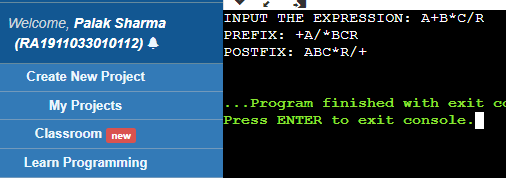 Welcome, Palak Sharma
(RA1911033010112)
Create New Project
My Projects
Classroom new
Learn Programming
INPUT THE EXPRESSION: A+B*C/R
PREFIX: +A/*BCR
POSTFIX: ABC*R/+
...Program finished with exit co
Press ENTER to exit console.